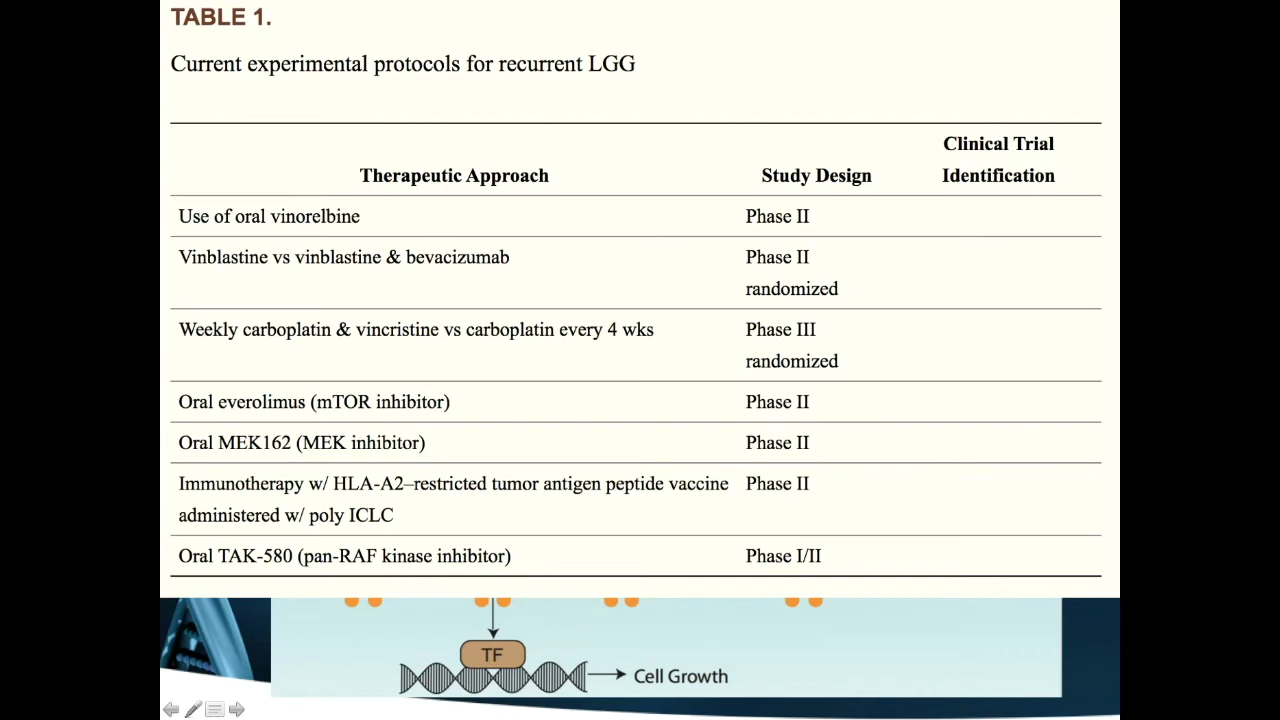 TABLE 1.
Current experimental protocols for recurrent LGG
Clinical Trial
Therapeutic Approach Study Design Identification
Use of oral vinorelbine Phase II
Vinblastine vs vinblastine & bevacizumab Phase II
randomized
Weekly carboplatin & vincristine vs carboplatin every 4 wks Phase III
randomized
Oral everolimus (mTOR inhibitor) Phase II
Oral MEK162 (MEK inhibitor) Phase II
Immunotherapy w/ HLA-A2–restricted tumor antigen peptide vaccine Phase II
administered w/ poly ICLC
Oral TAK-580 (pan-RAF kinase inhibitor) Phase I/II
TF
Cell Growth